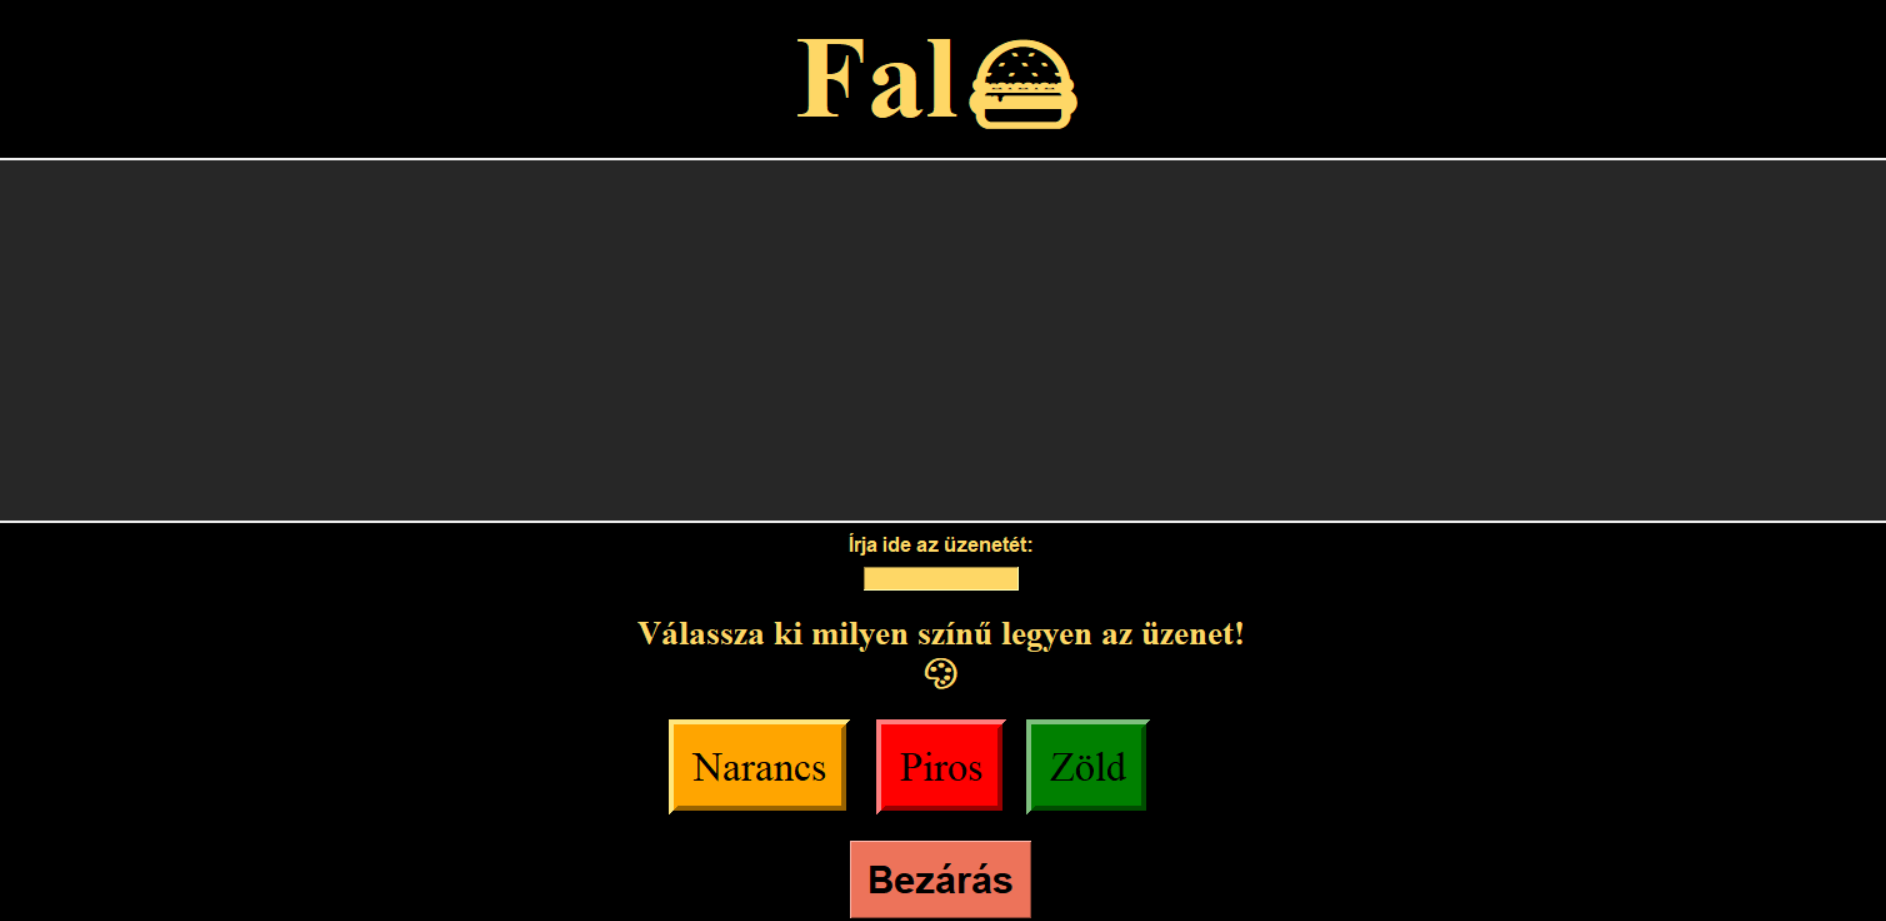 Fal
Írja ide az üzenetét:
Válassza ki milyen színű legyen az üzenet!
Narancs Piros Zöld
Bezárás